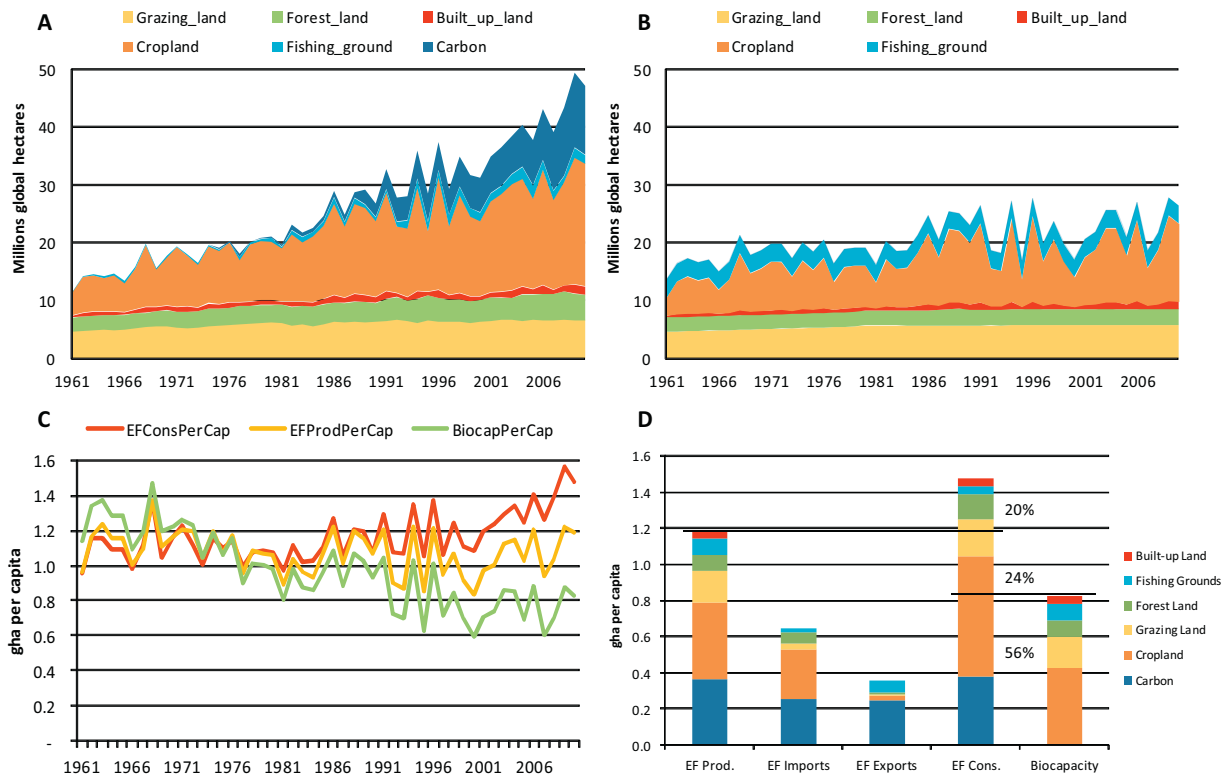 A
Grazing_land Forest_land Built_up_land
Cropland Fishing_ground Carbon
Millions global hectares
50
40
30
20
10
0
1961 1966 1971 1976 1981 1986 1991 1996 2001 2006
B
Grazing_land Forest_land Built_up_land
Cropland Fishing_ground
Millions global hectares
50
40
30
20
10
0
1961 1966 1971 1976 1981 1986 1991 1996 2001 2006
C
EFConsPerCap EFProdPerCap BiocapPerCap
gha per capita
1.6
1.4
1.2
1.0
0.8
0.6
0.4
0.2
-
1961 1966 1971 1976 1981 1986 1991 1996 2001 2006
D
gha per capita
1.6
1.4
1.2
1.0
0.8
0.6
0.4
0.2
0.0
20%
24%
56%
EF Prod. EF Imports EF Exports EF Cons. Biocapacity
Built-up Land
Fishing Grounds
Forest Land
Grazing Land
Cropland
Carbon